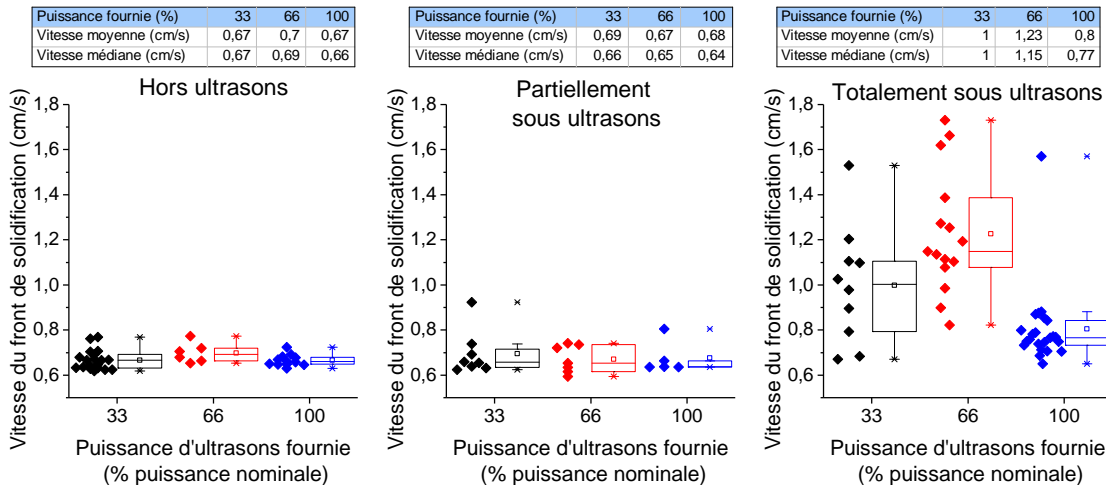 Puissance fournie (%) 33 66 100
Vitesse moyenne (cm/s) 0,67 0,7 0,67
Vitesse médiane (cm/s) 0,67 0,69 0,66
Hors ultrasons
Vitesse du front de solidification (cm/s)
1,8
1,6
1,4
1,2
1,0
0,8
0,6
33 66 100
Puissance d'ultrasons fournie
(% puissance nominale)
Puissance fournie (%) 33 66 100
Vitesse moyenne (cm/s) 0,69 0,67 0,68
Vitesse médiane (cm/s) 0,66 0,65 0,64
Partiellement
sous ultrasons
Vitesse du front de solidification (cm/s)
1,8
1,6
1,4
1,2
1,0
0,8
0,6
33 66 100
Puissance d'ultrasons fournie
(% puissance nominale)
Puissance fournie (%) 33 66 100
Vitesse moyenne (cm/s) 1 1,23 0,8
Vitesse médiane (cm/s) 1 1,15 0,77
Totalement sous ultrasons
Vitesse du front de solidification (cm/s)
1,8
1,6
1,4
1,2
1,0
0,8
0,6
33 66 100
Puissance d'ultrasons fournie
(% puissance nominale)